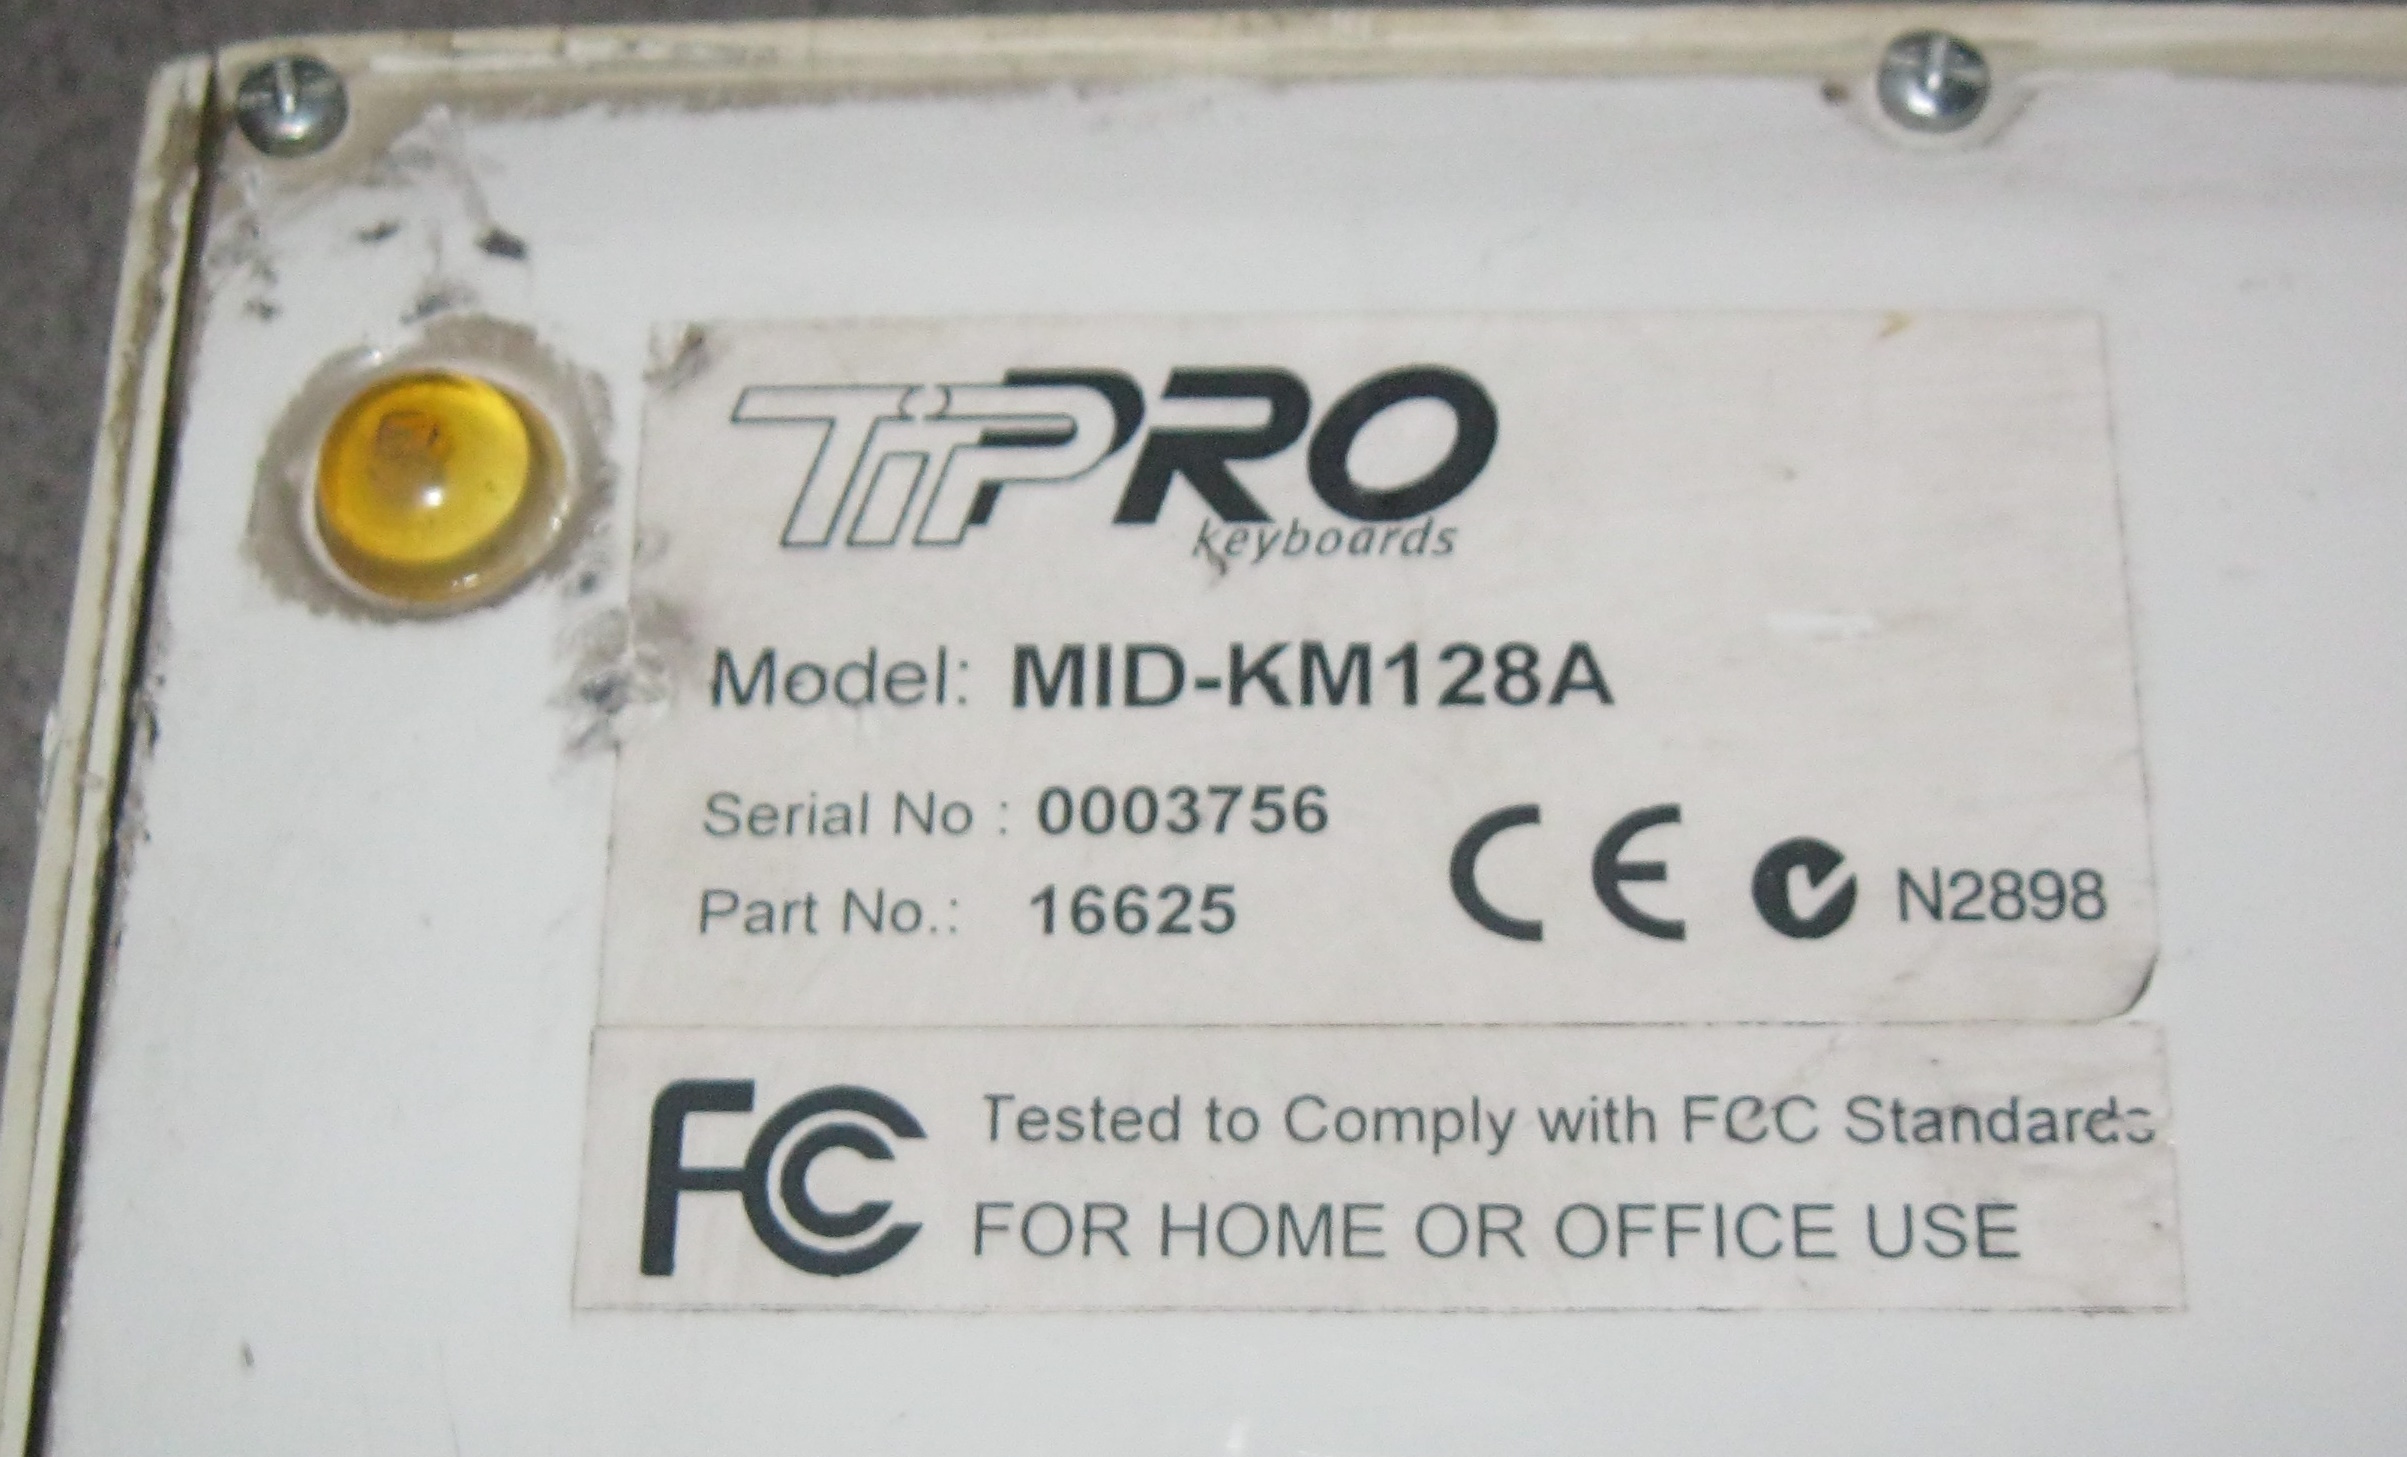 TiPRO
keyboards
Model: MID-KM128A
Serial No : 0003756
Part No.: 16625
CE N2898
FC Tested to Comply with FCC Standards
FOR HOME OR OFFICE USE